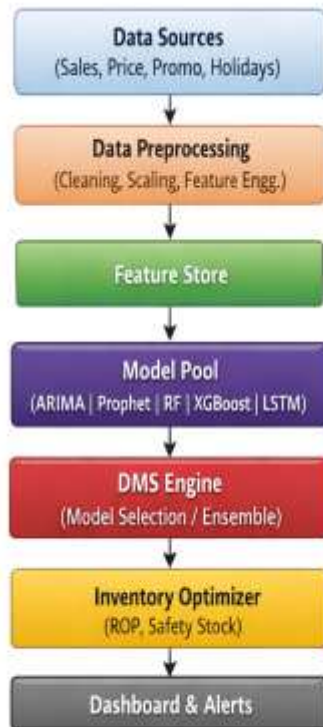 Data Sources
(Sales, Price, Promo, Holidays)
Data Preprocessing
(Cleaning, Scaling, Feature Engg.)
Feature Store
Model Pool
(ARIMA | Prophet | RF | XGBoost | LSTM)
DMS Engine
(Model Selection / Ensemble)
Inventory Optimizer
(ROP, Safety Stock)
Dashboard & Alerts